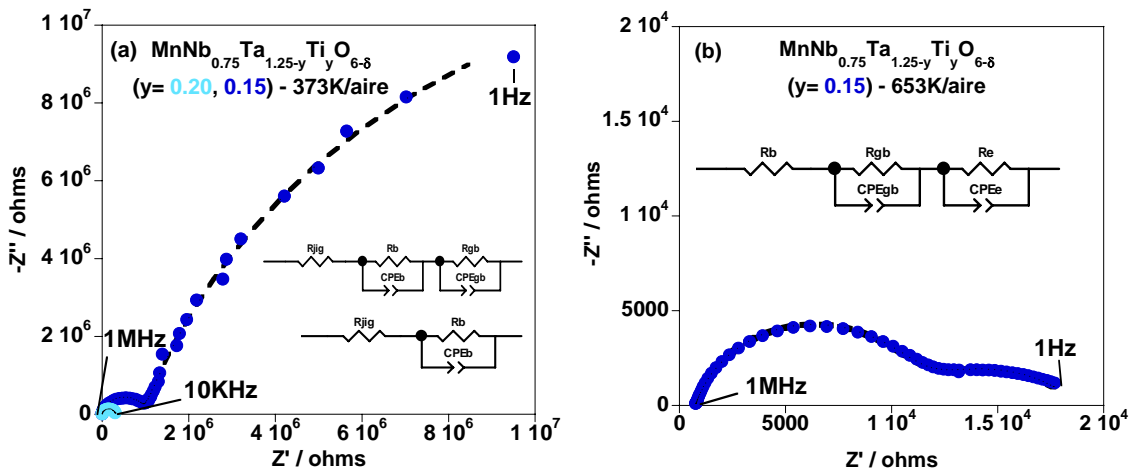 (a) MnNb0.75Ta1.25-yTiyO6-δ
(y= 0.20, 0.15) - 373K/aire
1 10^7
8 10^6
6 10^6
4 10^6
2 10^6
0
-Z'' / ohms
1Hz
Rjig Rb Rgb
CPEb CPEgb
Rjig Rb
CPEb
1MHz
10KHz
0 2 10^6 4 10^6 6 10^6 8 10^6 1 10^7
Z' / ohms
(b) MnNb0.75Ta1.25-yTiyO6-δ
(y= 0.15) - 653K/aire
2 10^4
1.5 10^4
1 10^4
5000
0
-Z'' / ohms
Rb Rgb Re
CPEgb CPEe
1Hz
1MHz
0 5000 1 10^4 1.5 10^4 2 10^4
Z' / ohms